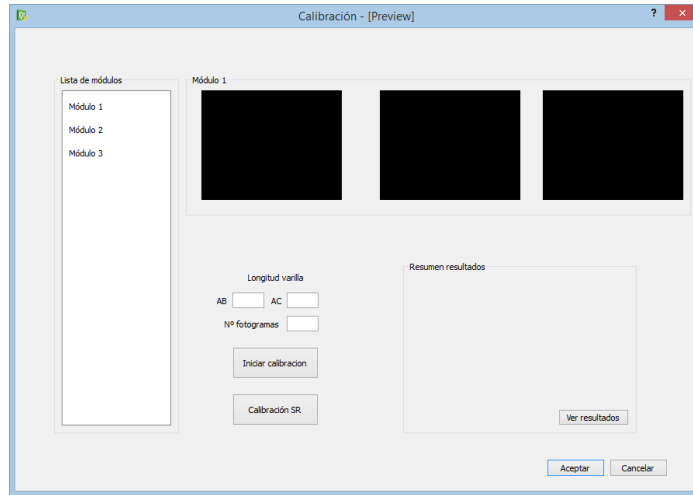 Calibración - [Preview]
?
Lista de módulos
Módulo 1
Módulo 2
Módulo 3
Módulo 1
Longitud varilla
AB AC
Nº fotogramas
Iniciar calibracion
Calibración SR
Resumen resultados
Ver resultados
Aceptar Cancelar